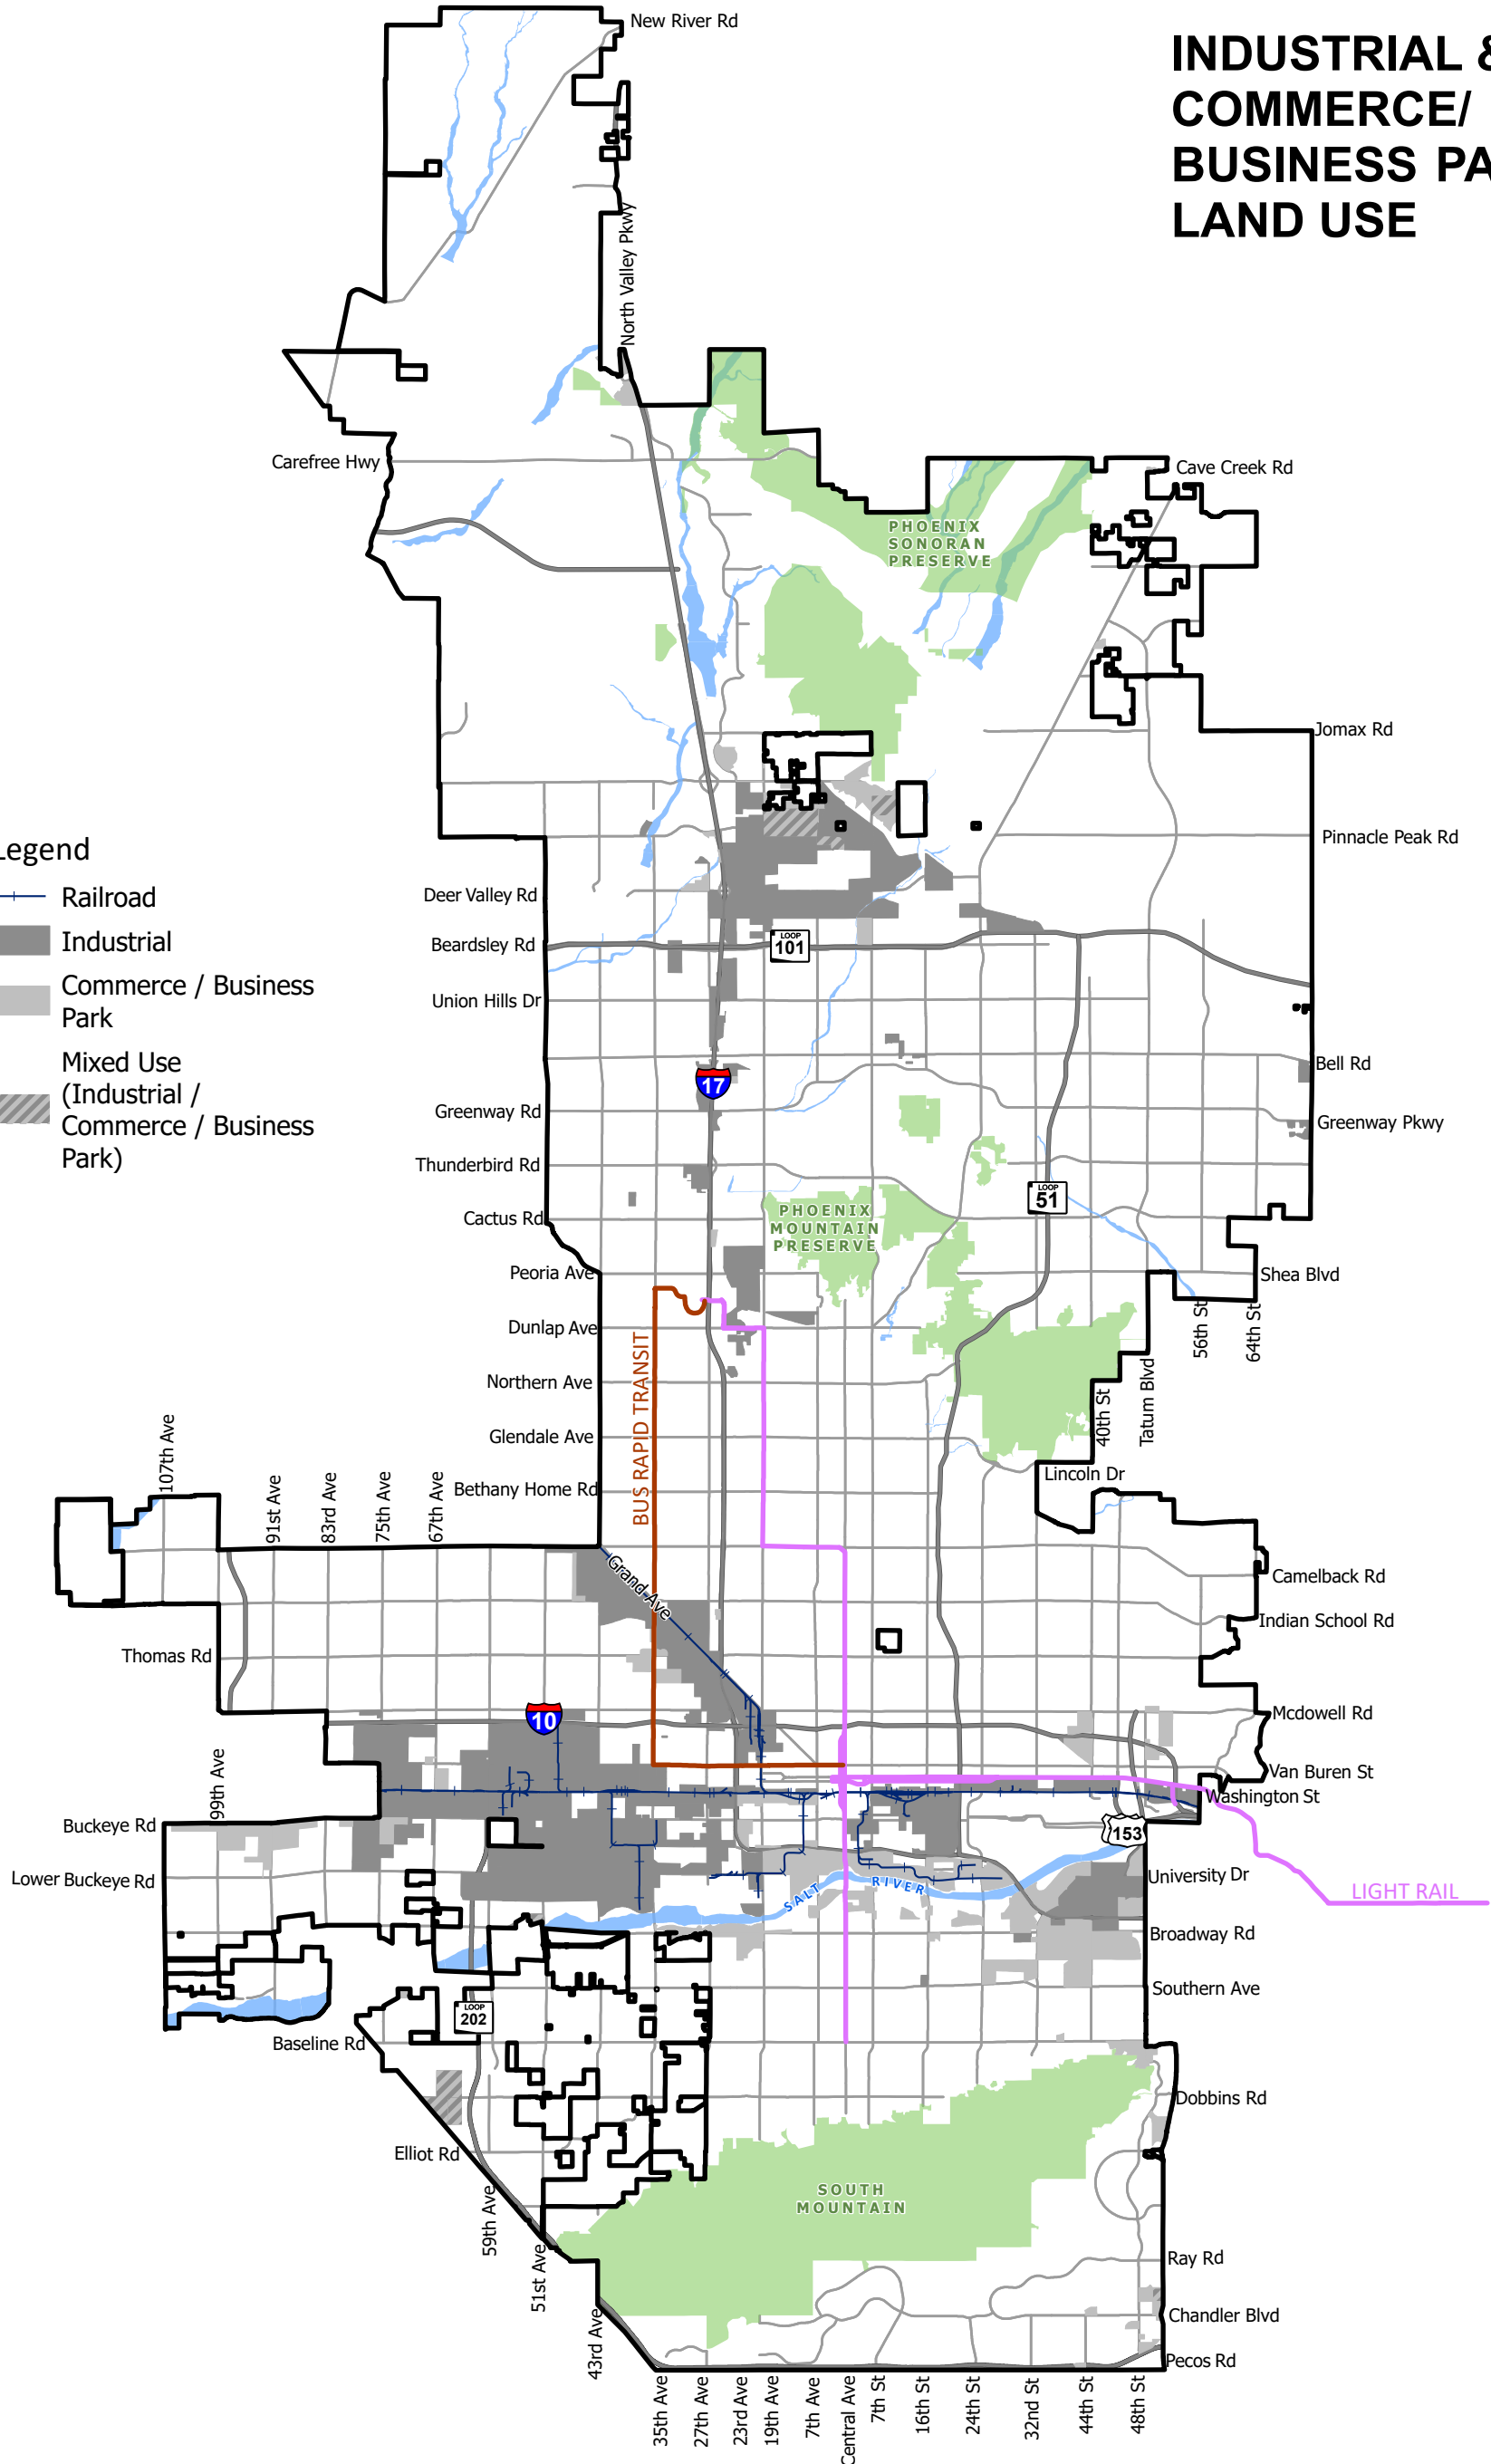 INDUSTRIAL &
COMMERCE/
BUSINESS PA
LAND USE
New River Rd
North Valley Pkwy
Carefree Hwy
Cave Creek Rd
PHOENIX
SONORAN
PRESERVE
Jomax Rd
Pinnacle Peak Rd
Legend
Railroad
Industrial
Commerce / Business
Park
Mixed Use
(Industrial /
Commerce / Business
Park)
Deer Valley Rd
Beardsley Rd
LOOP
101
Union Hills Dr
Bell Rd
17
Greenway Rd
Greenway Pkwy
Thunderbird Rd
LOOP
51
Cactus Rd
PHOENIX
MOUNTAIN
PRESERVE
Peoria Ave
Shea Blvd
Dunlap Ave
56th St
64th St
BUS RAPID TRANSIT
Northern Ave
40th St
Tatum Blvd
Glendale Ave
Lincoln Dr
Bethany Home Rd
107th Ave
91st Ave
83rd Ave
75th Ave
67th Ave
Grand Ave
Camelback Rd
Indian School Rd
Thomas Rd
10
Mcdowell Rd
99th Ave
Van Buren St
Washington St
Buckeye Rd
153
Lower Buckeye Rd
University Dr
SALT RIVER
LIGHT RAIL
Broadway Rd
Southern Ave
LOOP
202
Baseline Rd
Dobbins Rd
Elliot Rd
SOUTH
MOUNTAIN
59th Ave
51st Ave
43rd Ave
Ray Rd
Chandler Blvd
Pecos Rd
35th Ave
27th Ave
23rd Ave
19th Ave
7th Ave
Central Ave
7th St
16th St
24th St
32nd St
44th St
48th St